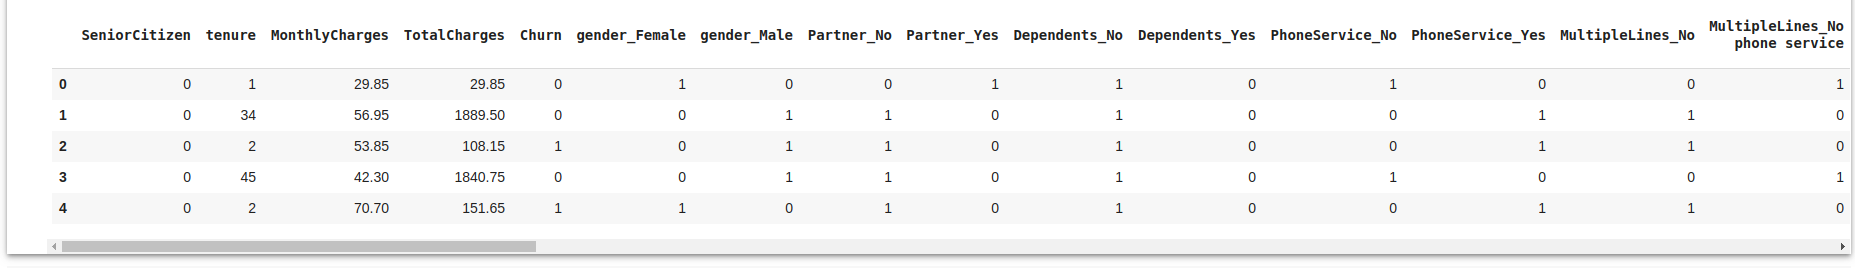 SeniorCitizen tenure MonthlyCharges TotalCharges Churn gender_Female gender_Male Partner_No Partner_Yes Dependents_No Dependents_Yes PhoneService_No PhoneService_Yes MultipleLines_No MultipleLines_No phone service
0 0 1 29.85 29.85 0 1 0 0 1 1 0 1 0 0 1
1 0 34 56.95 1889.50 0 0 1 1 0 1 0 0 1 1 0
2 0 2 53.85 108.15 1 0 1 1 0 1 0 0 1 1 0
3 0 45 42.30 1840.75 0 0 1 1 0 1 0 1 0 0 1
4 0 2 70.70 151.65 1 1 0 1 0 1 0 0 1 1 0